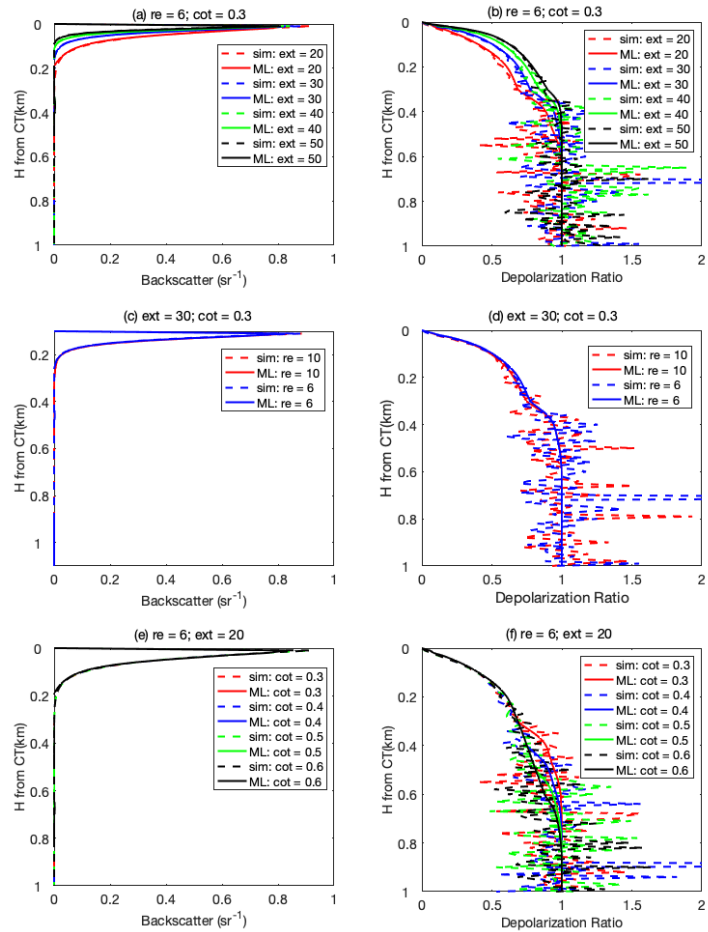 (a) re = 6; cot = 0.3
0
0.2
0.4
0.6
0.8
1
H from CT(km)
sim: ext = 20
ML: ext = 20
sim: ext = 30
ML: ext = 30
sim: ext = 40
ML: ext = 40
sim: ext = 50
ML: ext = 50
0 0.2 0.4 0.6 0.8 1
Backscatter (sr-1)
(b) re = 6; cot = 0.3
0
0.2
0.4
0.6
0.8
1
H from CT(km)
sim: ext = 20
ML: ext = 20
sim: ext = 30
ML: ext = 30
sim: ext = 40
ML: ext = 40
sim: ext = 50
ML: ext = 50
0 0.5 1 1.5 2
Depolarization Ratio
(c) ext = 30; cot = 0.3
0.2
0.4
0.6
0.8
1
H from CT(km)
sim: re = 10
ML: re = 10
sim: re = 6
ML: re = 6
0 0.2 0.4 0.6 0.8 1
Backscatter (sr-1)
(d) ext = 30; cot = 0.3
0
0.2
0.4
0.6
0.8
1
H from CT(km)
sim: re = 10
ML: re = 10
sim: re = 6
ML: re = 6
0 0.5 1 1.5 2
Depolarization Ratio
(e) re = 6; ext = 20
0
0.2
0.4
0.6
0.8
1
H from CT(km)
sim: cot = 0.3
ML: cot = 0.3
sim: cot = 0.4
ML: cot = 0.4
sim: cot = 0.5
ML: cot = 0.5
sim: cot = 0.6
ML: cot = 0.6
0 0.2 0.4 0.6 0.8 1
Backscatter (sr-1)
(f) re = 6; ext = 20
0
0.2
0.4
0.6
0.8
1
H from CT(km)
sim: cot = 0.3
ML: cot = 0.3
sim: cot = 0.4
ML: cot = 0.4
sim: cot = 0.5
ML: cot = 0.5
sim: cot = 0.6
ML: cot = 0.6
0 0.5 1 1.5 2
Depolarization Ratio